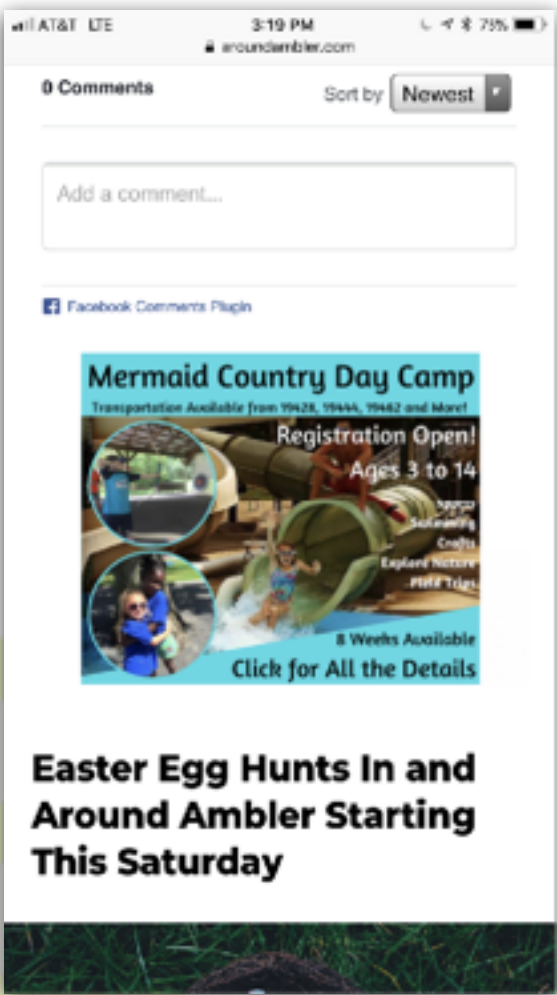 AT&T LTE 3:19 PM 75%
aroundambler.com
0 Comments Sort by Newest
Add a comment...
Facebook Comments Plugin
Mermaid Country Day Camp
Transportation Available from 19428, 19444, 19462 and More!
Registration Open!
Ages 3 to 14
Swimming
Crafts
Explore Nature
Field Trips
8 Weeks Available
Click for All the Details
Easter Egg Hunts In and
Around Ambler Starting
This Saturday